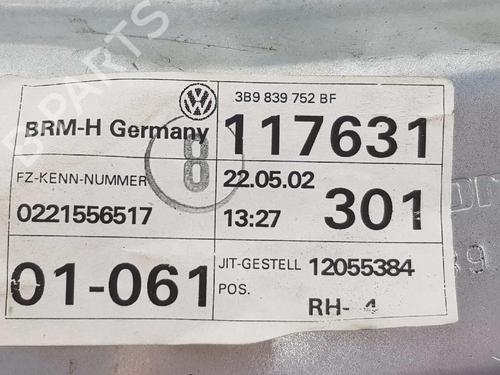 B-PARTS
3B9 839 752 BF
BRM-H Germany
117631
8
FZ-KENN-NUMMER
0221556517
22.05.02
13:27
301
01-061
JIT-GESTELL 12055384
POS.
RH- 4